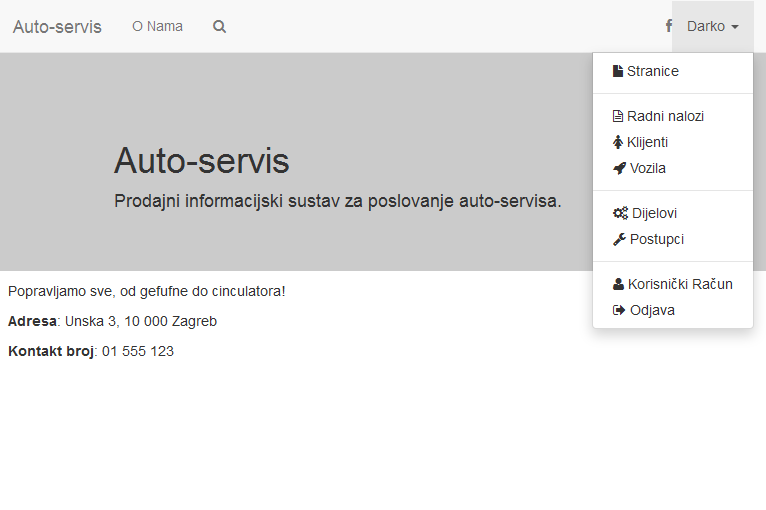 Auto-servis O Nama Darko
Stranice
Radni nalozi
Klijenti
Vozila
Dijelovi
Postupci
Korisnički Račun
Odjava
Auto-servis
Prodajni informacijski sustav za poslovanje auto-servisa.
Popravljamo sve, od gefufne do cinculatora!
Adresa: Unska 3, 10 000 Zagreb
Kontakt broj: 01 555 123